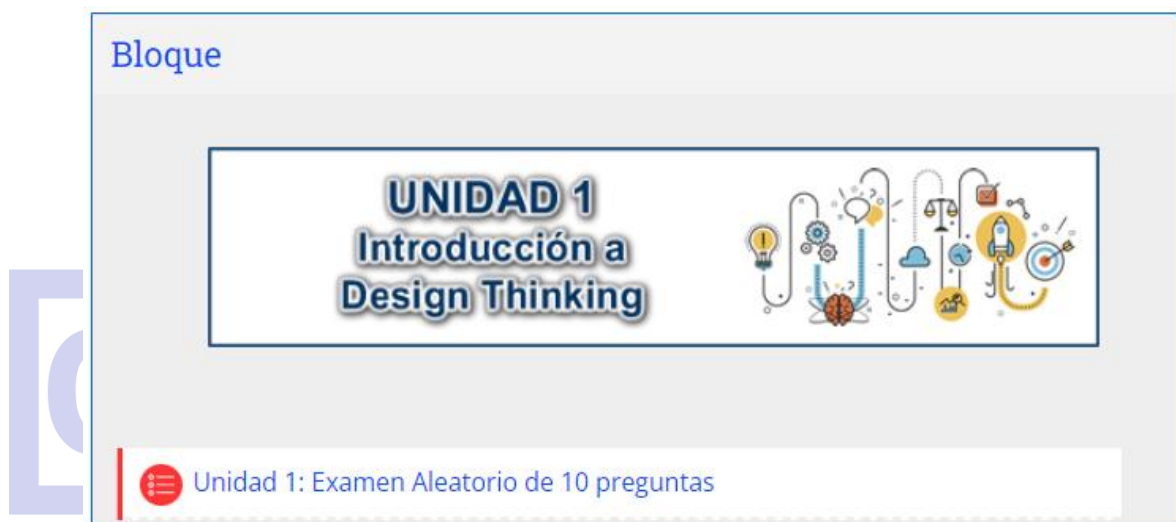 Bloque
UNIDAD 1
Introducción a
Design Thinking
Unidad 1: Examen Aleatorio de 10 preguntas